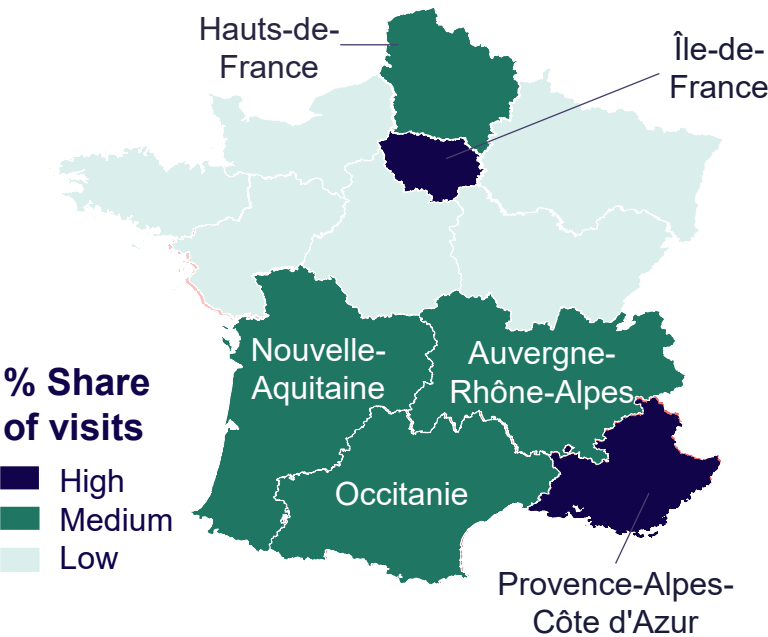 Hauts-de-
France
Île-de-
France
Nouvelle-
Aquitaine
Auvergne-
Rhône-Alpes
% Share
of visits
High
Medium
Low
Occitanie
Provence-Alpes-
Côte d'Azur